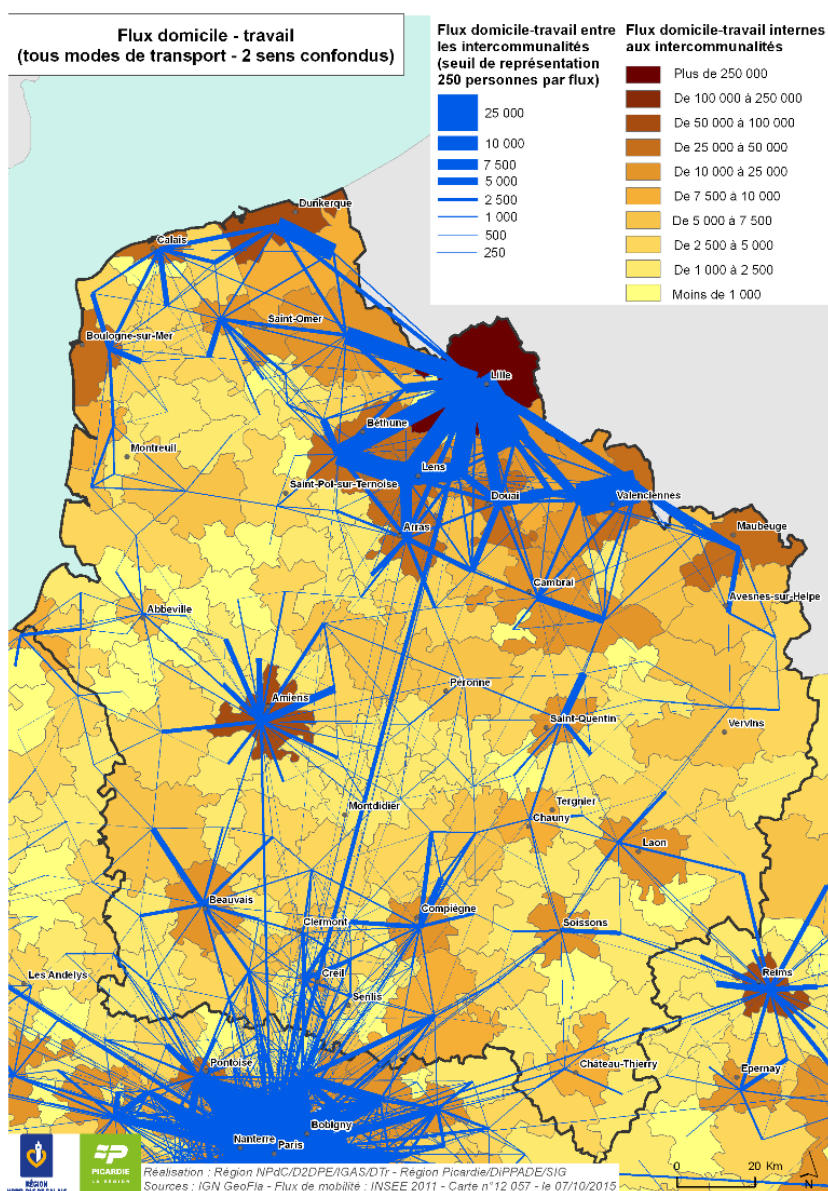 Flux domicile - travail
(tous modes de transport - 2 sens confondus)
Flux domicile-travail entre
les intercommunalités
(seuil de représentation
250 personnes par flux)
25 000
10 000
7 500
5 000
2 500
1 000
500
250
Flux domicile-travail internes
aux intercommunalités
Plus de 250 000
De 100 000 à 250 000
De 50 000 à 100 000
De 25 000 à 50 000
De 10 000 à 25 000
De 7 500 à 10 000
De 5 000 à 7 500
De 2 500 à 5 000
De 1 000 à 2 500
Moins de 1 000
Dunkerque
Calais
Saint-Omer
Boulogne-sur-Mer
Lille
Béthune
Montreuil
Lens
Saint-Pol-sur-Ternoise
Douai
Valenciennes
Arras
Maubeuge
Cambrai
Avesnes-sur-Helpe
Abbeville
Péronne
Amiens
Saint-Quentin
Vervins
Montdidier
Tergnier
Chauny
Laon
Beauvais
Compiègne
Clermont
Soissons
Les Andelys
Creil
Reims
Senlis
Pontoise
Château-Thierry
Epernay
Bobigny
Nanterre
Paris
RÉGION
NORD-PAS DE CALAIS
PICARDIE
LA RÉGION
Réalisation : Région NPdC/D2DPE/IGAS/DTr - Région Picardie/DiPPADE/SIG
Sources : IGN GeoFla - Flux de mobilité : INSEE 2011 - Carte n°12 057 - le 07/10/2015
0 20 Km
N